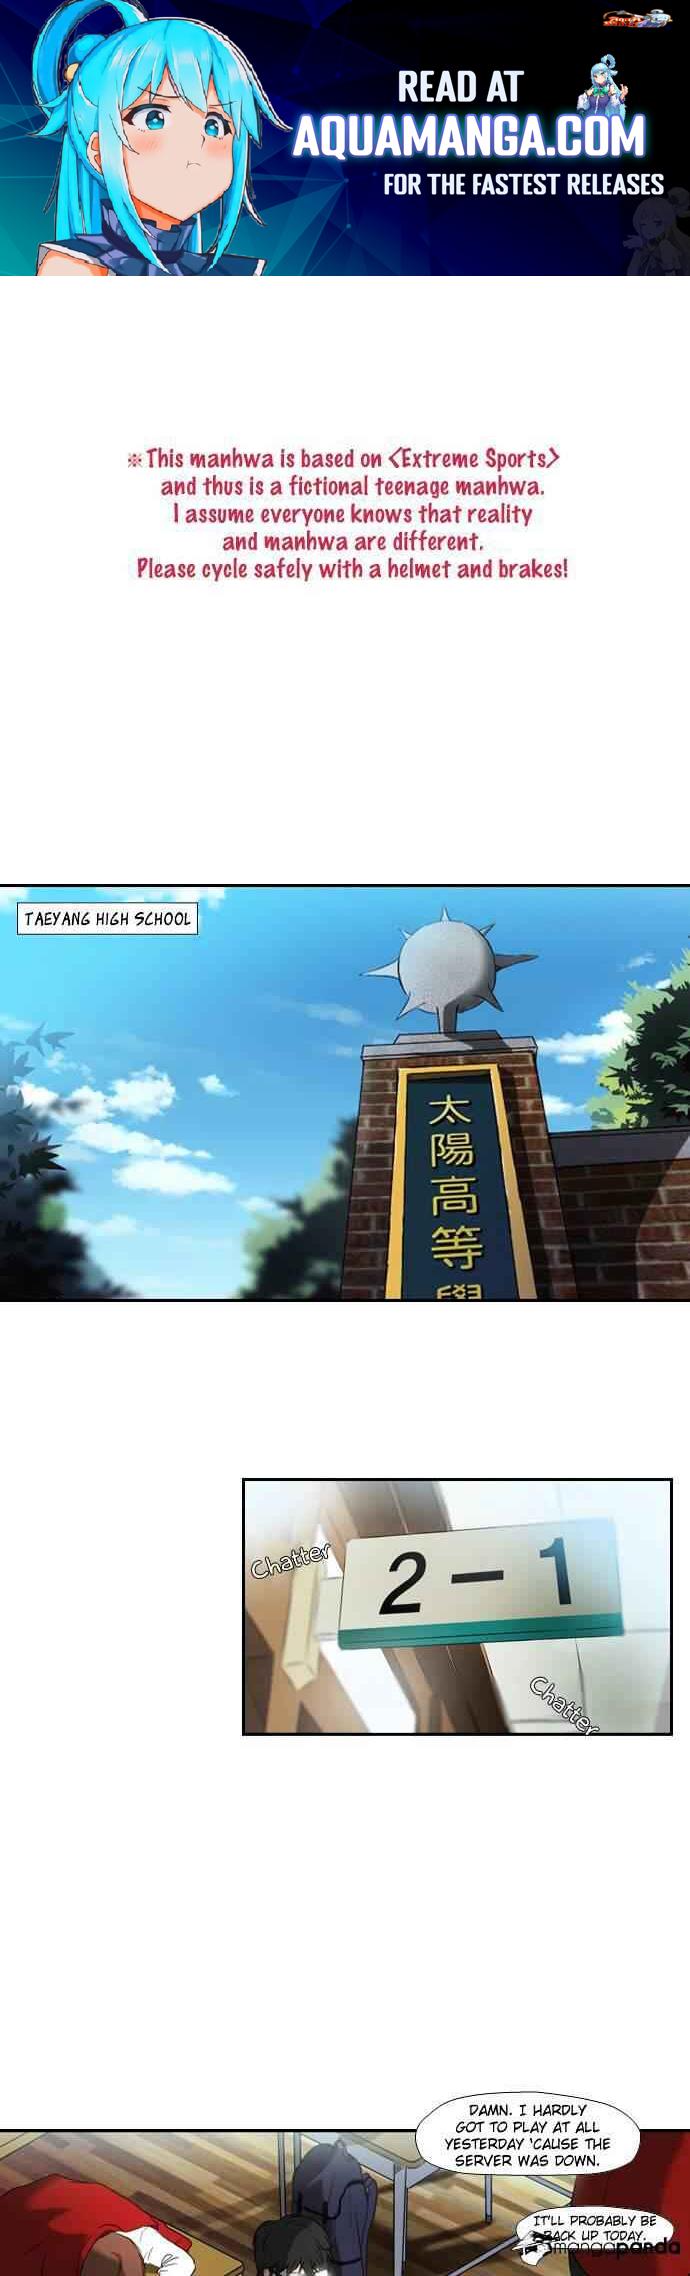 READ AT
AQUAMANGA.COM
FOR THE FASTEST RELEASES
※This manhwa is based on <Extreme Sports>
and thus is a fictional teenage manhwa.
I assume everyone knows that reality
and manhwa are different.
Please cycle safely with a helmet and brakes!
TAEYANG HIGH SCHOOL
太
陽
高
等
學
Chatter
2-1
Chatter
DAMN. I HARDLY
GOT TO PLAY AT ALL
YESTERDAY 'CAUSE THE
SERVER WAS DOWN.
IT'LL PROBABLY BE
BACK UP TODAY.
mangapanda